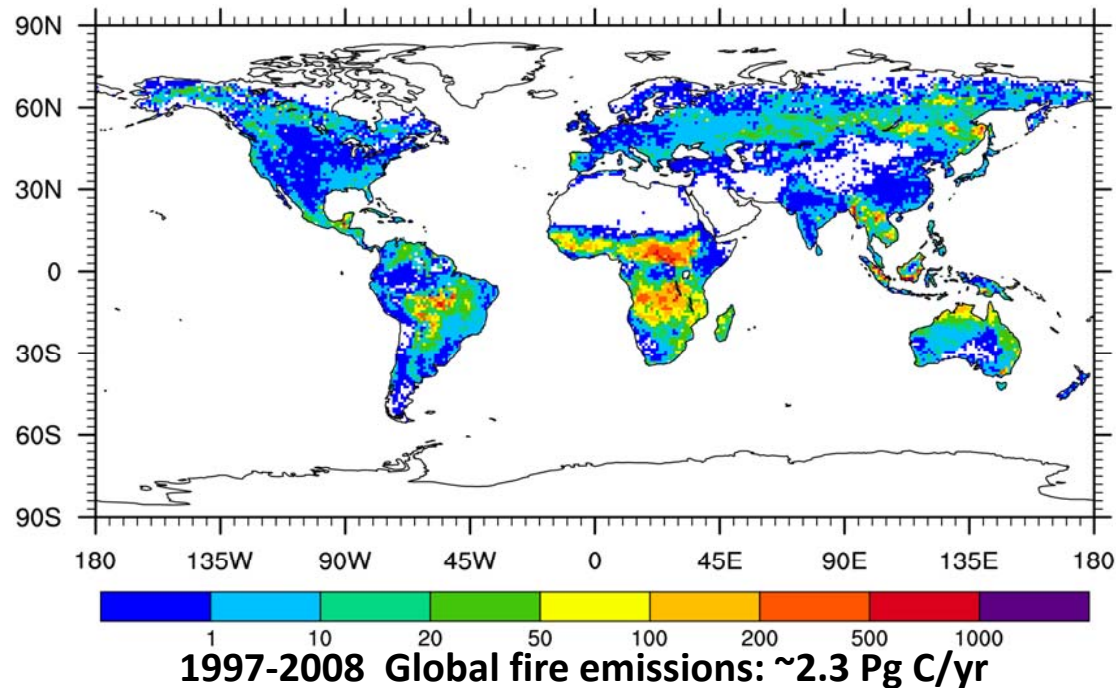 90N
60N
30N
0
30S
60S
90S
180 135W 90W 45W 0 45E 90E 135E 180
1 10 20 50 100 200 500 1000
1997-2008 Global fire emissions: ~2.3 Pg C/yr